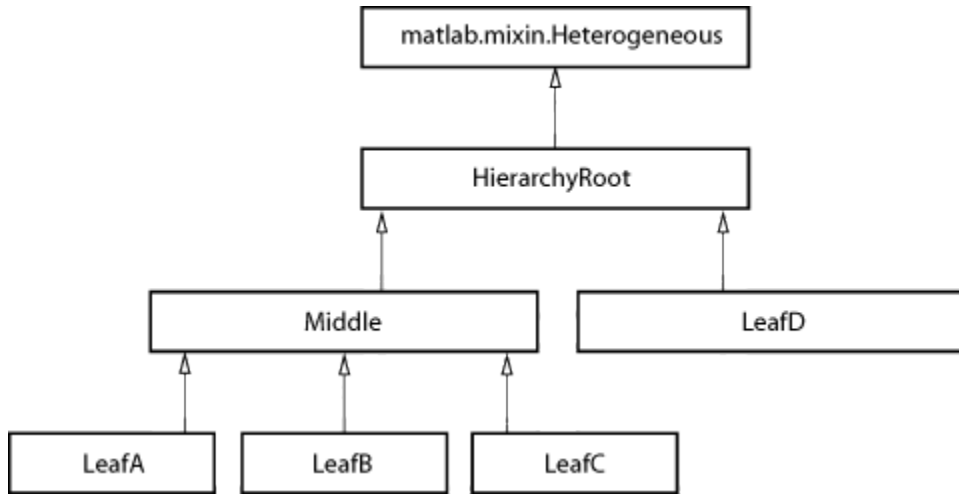 matlab.mixin.Heterogeneous
HierarchyRoot
Middle
LeafD
LeafA
LeafB
LeafC